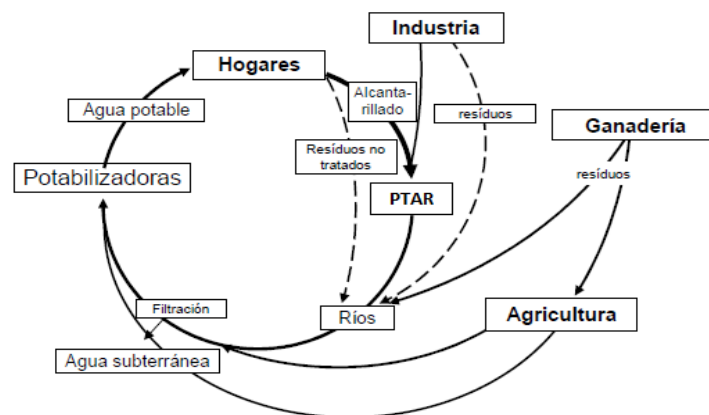 Industria
Hogares
Alcanta-
rillado
Agua potable
resíduos
Ganadería
Resíduos no
tratados
Potabilizadoras
resíduos
PTAR
Filtración
Ríos
Agricultura
Agua subterránea